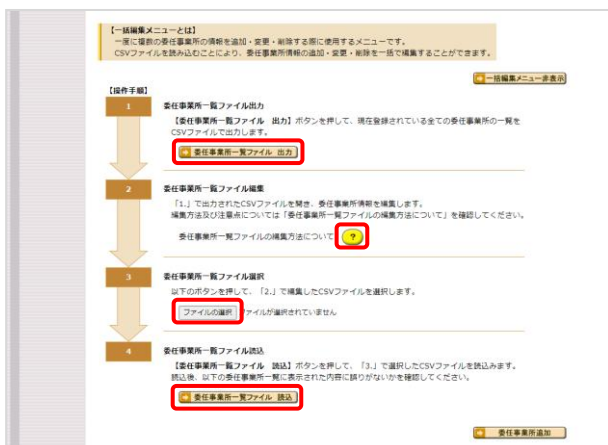 【一括編集メニューとは】
一度に複数の委任事業所の情報を追加・変更・削除する際に使用するメニューです。
CSVファイルを読み込むことにより、委任事業所情報の追加・変更・削除を一括で編集することができます。
一括編集メニュー非表示
【操作手順】
1 委任事業所一覧ファイル出力
【委任事業所一覧ファイル 出力】ボタンを押して、現在登録されている全ての委任事業所の一覧を
CSVファイルで出力します。
委任事業所一覧ファイル 出力
2 委任事業所一覧ファイル編集
「1.」で出力されたCSVファイルを開き、委任事業所情報を編集します。
編集方法及び注意点については「委任事業所一覧ファイルの編集方法について」を確認してください。
委任事業所一覧ファイルの編集方法について ?
3 委任事業所一覧ファイル選択
以下のボタンを押して、「2.」で編集したCSVファイルを選択します。
ファイルの選択 ファイルが選択されていません
4 委任事業所一覧ファイル読込
【委任事業所一覧ファイル 読込】ボタンを押して、「3.」で選択したCSVファイルを読込みます。
読込後、以下の委任事業所一覧に表示された内容に誤りがないかを確認してください。
委任事業所一覧ファイル 読込
委任事業所追加